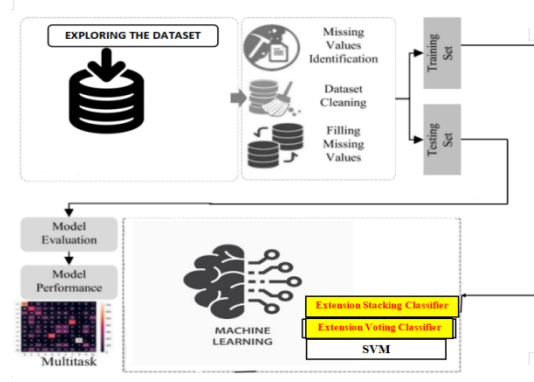 EXPLORING THE DATASET
Missing
Values
Identification
Dataset
Cleaning
Filling
Missing
Values
Training
Set
Testing
Set
Model
Evaluation
Model
Performance
Multitask
MACHINE
LEARNING
Extension Stacking Classifier
Extension Voting Classifier
SVM